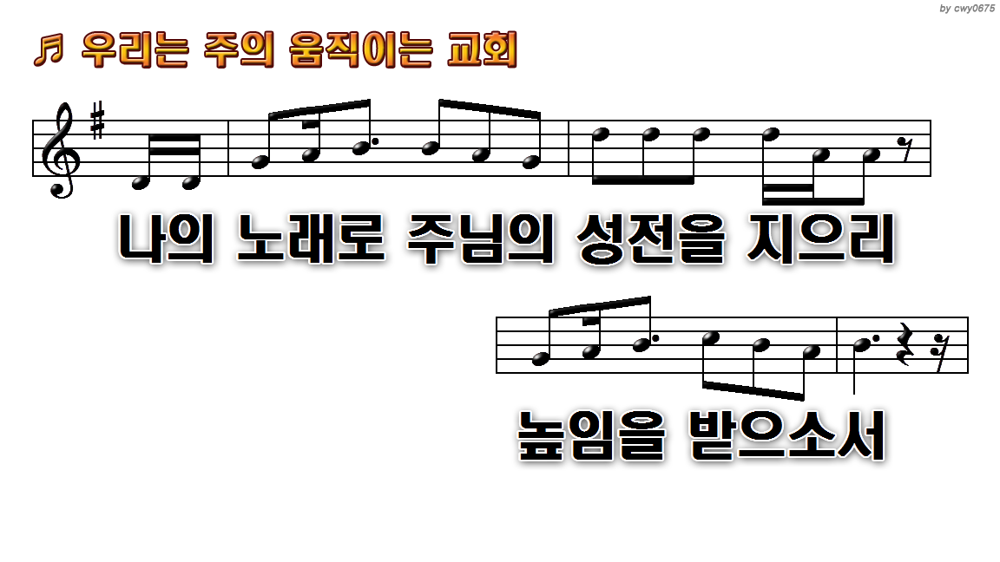 by cwy0675
♬ 우리는 주의 움직이는 교회
나의 노래로 주님의 성전을 지으리
높임을 받으소서